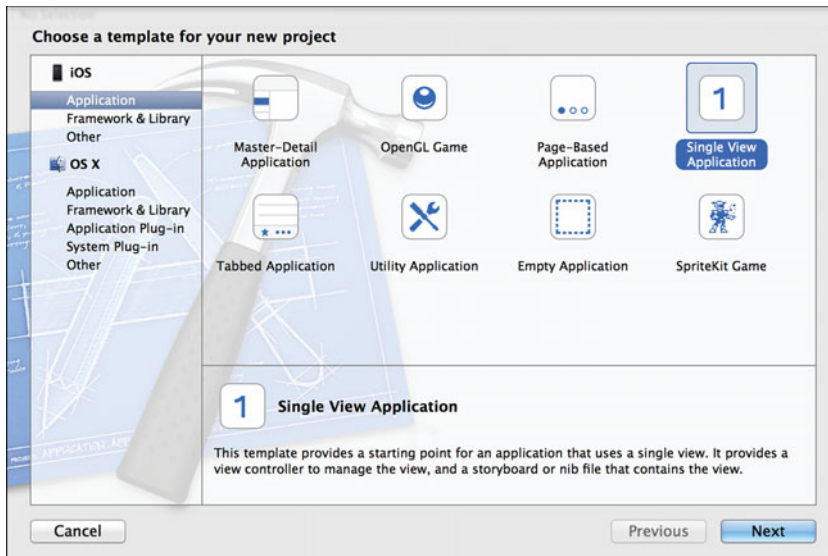 No Selection
Choose a template for your new project
iOS
Application
Framework & Library
Other
OS X
Application
Framework & Library
Application Plug-in
System Plug-in
Other
Master-Detail
Application
OpenGL Game
Page-Based
Application
1
Single View
Application
Tabbed Application
Utility Application
Empty Application
SpriteKit Game
1
Single View Application
This template provides a starting point for an application that uses a single view. It provides a
view controller to manage the view, and a storyboard or nib file that contains the view.
Cancel
Previous
Next